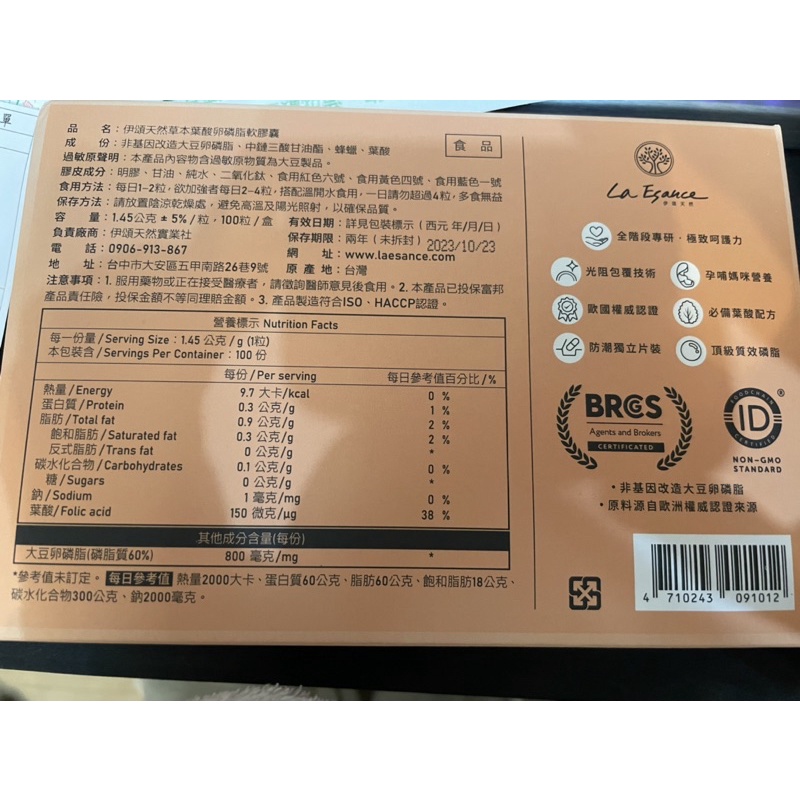 單
品 名：伊頌天然草本葉酸卵磷脂軟膠囊
成 份：非基因改造大豆卵磷脂、中鏈三酸甘油酯、蜂蠟、葉酸
食 品
過敏原聲明：本產品內容物含過敏原物質為大豆製品。
膠皮成分：明膠、甘油、純水、二氧化鈦、食用紅色六號、食用黃色四號、食用藍色一號
食用方法：每日1~2粒，欲加強者每日2~4粒，搭配溫開水食用，一日請勿超過4粒，多食無益
保存方法：請放置陰涼乾燥處，避免高溫及陽光照射，以確保品質。
容 量：1.45公克 ± 5% / 粒，100粒 / 盒 有效日期：詳見包裝標示（西元 年/月/日）
負責廠商：伊頌天然實業社 保存期限：兩年（未拆封） 2023/10/23
電 話：0906-913-867 網 址：www.laesance.com
地 址：台中市大安區五甲南路26巷9號 原 產 地：台灣
注意事項：1. 服用藥物或正在接受醫療者，請徵詢醫師意見後食用。2. 本產品已投保富邦
產品責任險，投保金額不等同理賠金額。3. 產品製造符合ISO、HACCP認證。
營養標示 Nutrition Facts
每一份量 / Serving Size：1.45 公克 / g (1粒)
本包裝含 / Servings Per Container：100 份
每份 / Per serving 每日參考值百分比 / %
熱量 / Energy 9.7 大卡/kcal 0 %
蛋白質 / Protein 0.3 公克/g 1 %
脂肪 / Total fat 0.9 公克/g 2 %
飽和脂肪 / Saturated fat 0.3 公克/g 2 %
反式脂肪 / Trans fat 0 公克/g *
碳水化合物 / Carbohydrates 0.1 公克/g 0 %
糖 / Sugars 0 公克/g *
鈉 / Sodium 1 毫克/mg 0 %
葉酸 / Folic acid 150 微克/μg 38 %
其他成分含量(每份)
大豆卵磷脂(磷脂質60%) 800 毫克/mg *
*參考值未訂定。 每日參考值 熱量2000大卡、蛋白質60公克、脂肪60公克、飽和脂肪18公克、
碳水化合物300公克、鈉2000毫克。
La Esance
伊頌天然
全階段專研，極致呵護力
光阻包覆技術 孕哺媽咪營養
歐國權威認證 必備葉酸配方
防潮獨立片裝 頂級質效磷脂
BRCGS
Agents and Brokers
CERTIFICATED
FOODCHAIN
ID
CERTIFIED
®
NON-GMO
STANDARD
• 非基因改造大豆卵磷脂
• 原料源自歐洲權威認證來源
4 710243 091012